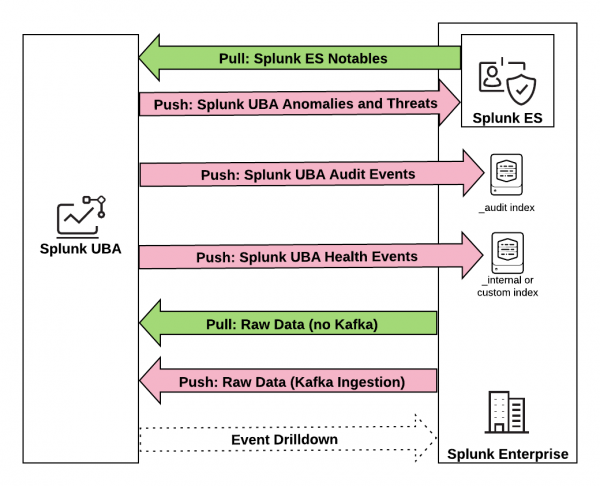 Pull: Splunk ES Notables
Push: Splunk UBA Anomalies and Threats
Splunk ES
Push: Splunk UBA Audit Events
_audit index
Splunk UBA
Push: Splunk UBA Health Events
_internal or
custom index
Pull: Raw Data (no Kafka)
Push: Raw Data (Kafka Ingestion)
Event Drilldown
Splunk Enterprise